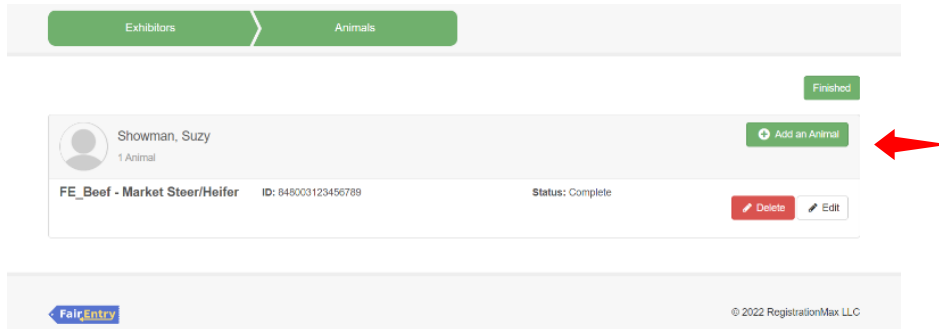 Exhibitors
Animals
Finished
Showman, Suzy
Add an Animal
1 Animal
FE_Beef - Market Steer/Heifer
ID: 848003123456789
Status: Complete
Delete
Edit
FairEntry
© 2022 RegistrationMax LLC